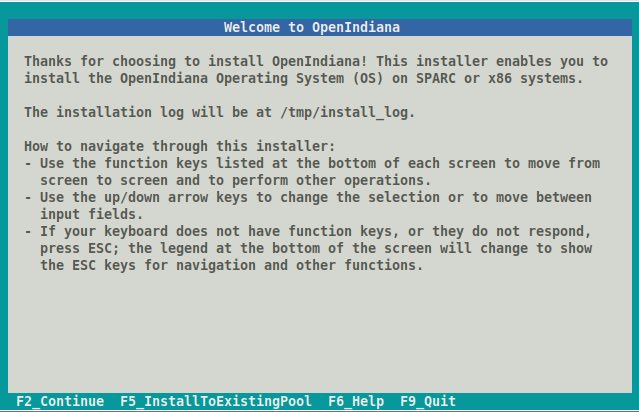 Welcome to OpenIndiana
Thanks for choosing to install OpenIndiana! This installer enables you to
install the OpenIndiana Operating System (OS) on SPARC or x86 systems.
The installation log will be at /tmp/install_log.
How to navigate through this installer:
- Use the function keys listed at the bottom of each screen to move from
screen to screen and to perform other operations.
- Use the up/down arrow keys to change the selection or to move between
input fields.
- If your keyboard does not have function keys, or they do not respond,
press ESC; the legend at the bottom of the screen will change to show
the ESC keys for navigation and other functions.
F2_Continue F5_InstallToExistingPool F6_Help F9_Quit